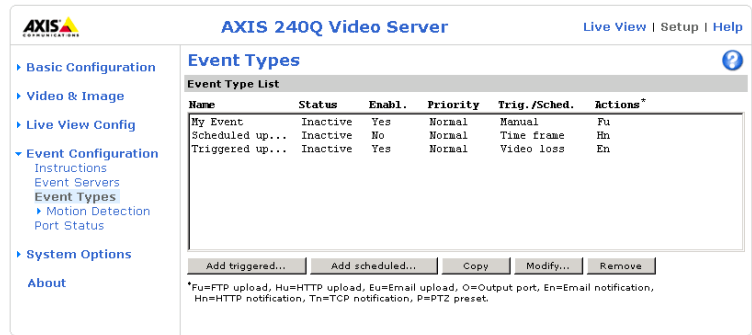 AXIS
COMMUNICATIONS
AXIS 240Q Video Server
Live View | Setup | Help
Basic Configuration
Video & Image
Live View Config
Event Configuration
Instructions
Event Servers
Event Types
Motion Detection
Port Status
System Options
About
Event Types
?
Event Type List
Name Status Enabl. Priority Trig./Sched. Actions*
My Event Inactive Yes Normal Manual Fu
Scheduled up... Inactive No Normal Time frame Hn
Triggered up... Inactive Yes Normal Video loss En
Add triggered... Add scheduled... Copy Modify... Remove
*Fu=FTP upload, Hu=HTTP upload, Eu=Email upload, O=Output port, En=Email notification,
Hn=HTTP notification, Tn=TCP notification, P=PTZ preset.